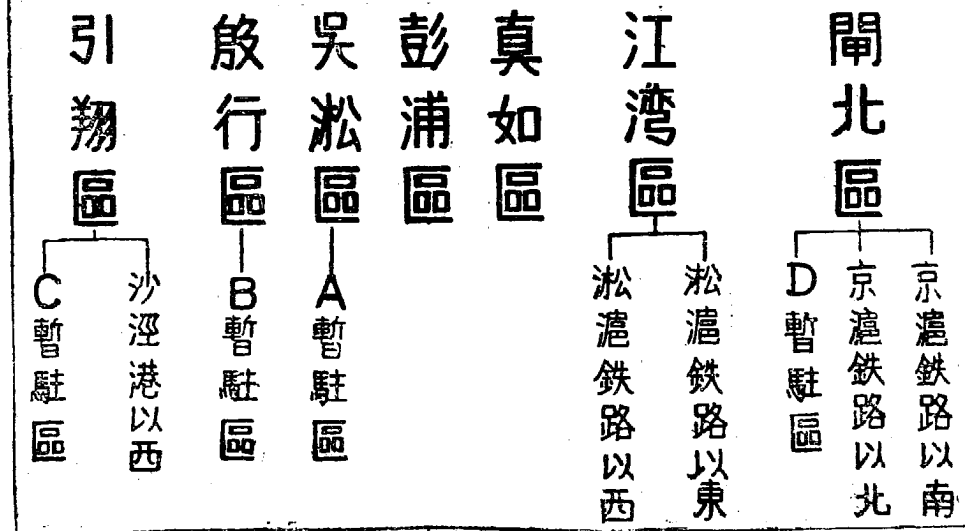 閘北區
京滬鉄路以南
京滬鉄路以北
D暫駐區
江湾區
淞滬鉄路以東
淞滬鉄路以西
真如區
彭浦區
吳淞區
A暫駐區
殷行區
B暫駐區
引翔區
沙涇港以西
C暫駐區